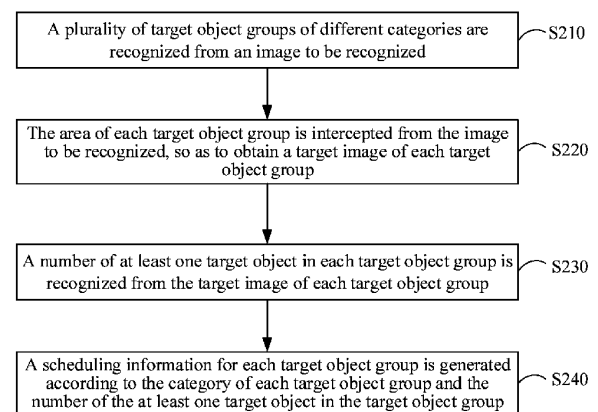 A plurality of target object groups of different categories are
recognized from an image to be recognized
S210
The area of each target object group is intercepted from the image
to be recognized, so as to obtain a target image of each target
object group
S220
A number of at least one target object in each target object group is
recognized from the target image of each target object group
S230
A scheduling information for each target object group is generated
according to the category of each target object group and the
number of the at least one target object in the target object group
S240